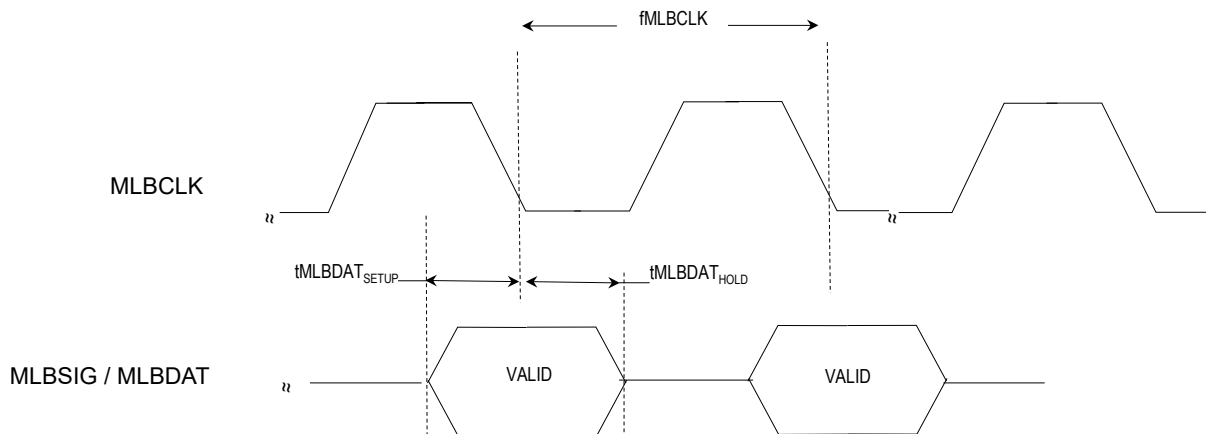 fMLBCLK
MLBCLK
tMLBDATSETUP
tMLBDATHOLD
MLBSIG / MLBDAT
VALID
VALID